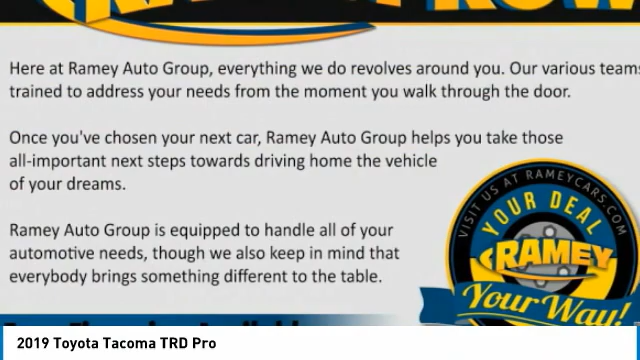 Here at Ramey Auto Group, everything we do revolves around you. Our various teams
trained to address your needs from the moment you walk through the door.
Once you've chosen your next car, Ramey Auto Group helps you take those
all-important next steps towards driving home the vehicle
of your dreams.
Ramey Auto Group is equipped to handle all of your
automotive needs, though we also keep in mind that
everybody brings something different to the table.
VISIT US AT RAMEYCARS.COM
YOUR DEAL
RAMEY
Your Way!
2019 Toyota Tacoma TRD Pro